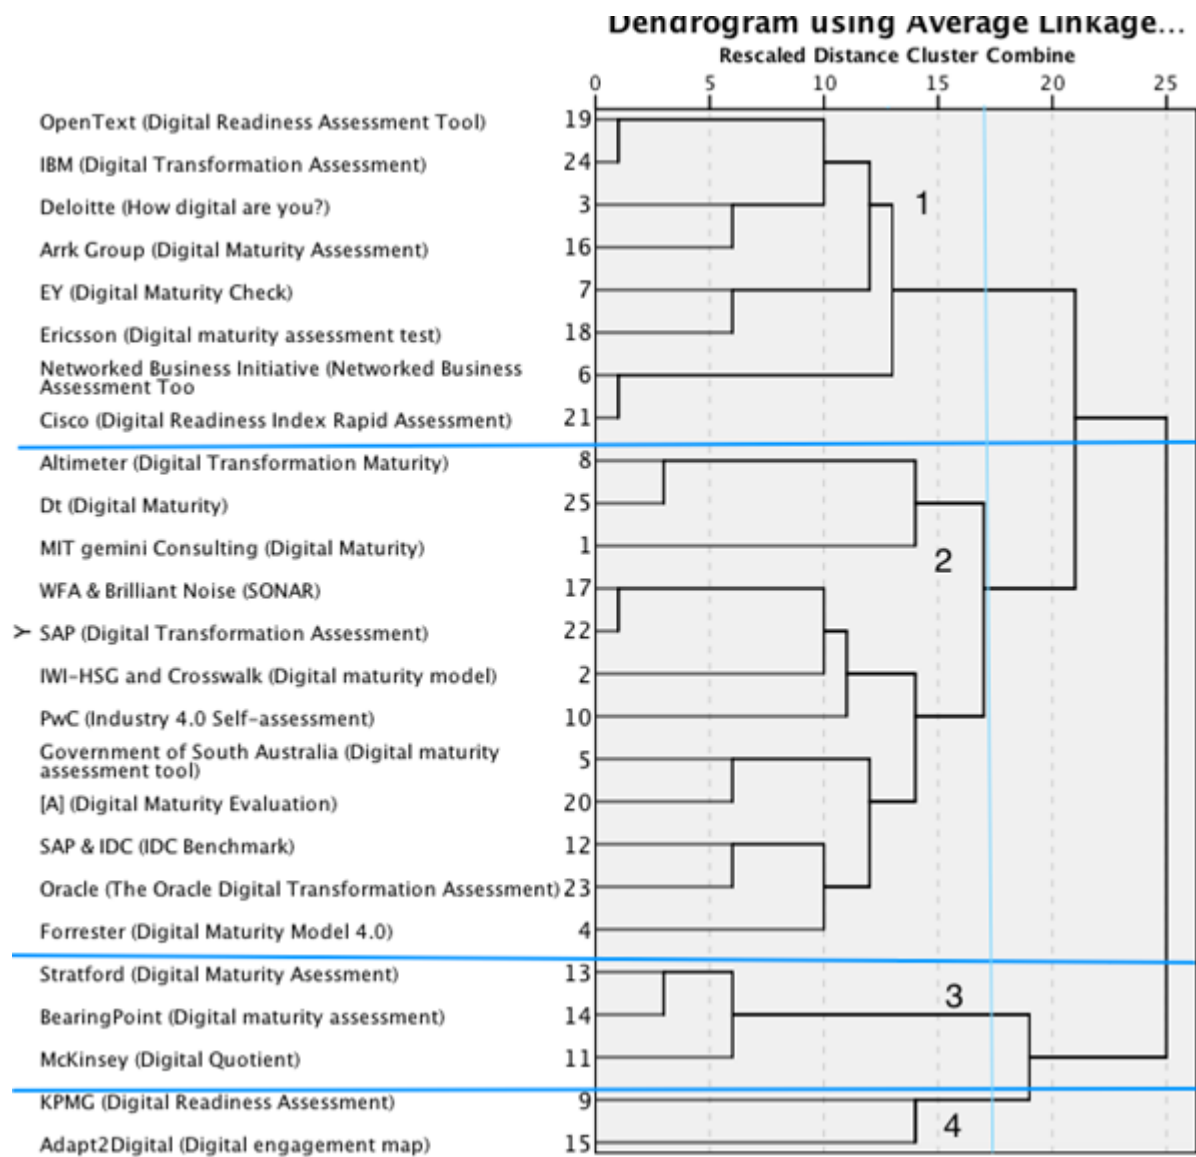 Dendrogram using Average Linkage...
Rescaled Distance Cluster Combine
0 5 10 15 20 25
OpenText (Digital Readiness Assessment Tool) 19
IBM (Digital Transformation Assessment) 24
Deloitte (How digital are you?) 3
1
Arrk Group (Digital Maturity Assessment) 16
EY (Digital Maturity Check) 7
Ericsson (Digital maturity assessment test) 18
Networked Business Initiative (Networked Business
Assessment Too 6
Cisco (Digital Readiness Index Rapid Assessment) 21
Altimeter (Digital Transformation Maturity) 8
Dt (Digital Maturity) 25
MIT gemini Consulting (Digital Maturity) 1
2
WFA & Brilliant Noise (SONAR) 17
Y SAP (Digital Transformation Assessment) 22
IWI-HSG and Crosswalk (Digital maturity model) 2
PwC (Industry 4.0 Self-assessment) 10
Government of South Australia (Digital maturity
assessment tool) 5
[A] (Digital Maturity Evaluation) 20
SAP & IDC (IDC Benchmark) 12
Oracle (The Oracle Digital Transformation Assessment) 23
Forrester (Digital Maturity Model 4.0) 4
Stratford (Digital Maturity Asessment) 13
3
BearingPoint (Digital maturity assessment) 14
McKinsey (Digital Quotient) 11
KPMG (Digital Readiness Assessment) 9
4
Adapt2Digital (Digital engagement map) 15